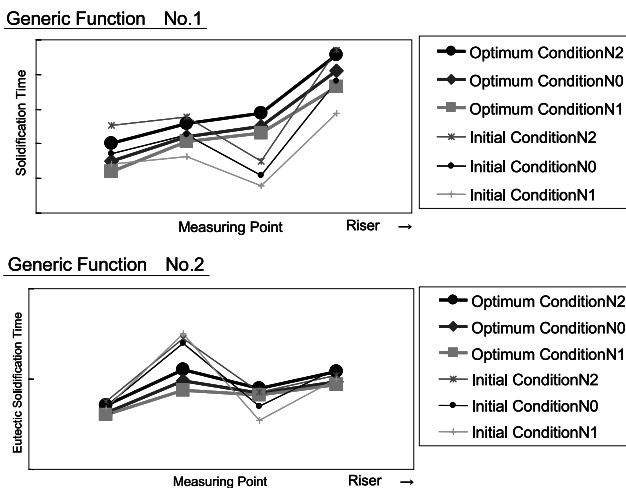 Generic Function No.1
Solidification Time
Measuring Point Riser →
Optimum ConditionN2
Optimum ConditionN0
Optimum ConditionN1
Initial ConditionN2
Initial ConditionN0
Initial ConditionN1
Generic Function No.2
Eutectic Solidification Time
Measuring Point Riser →
Optimum ConditionN2
Optimum ConditionN0
Optimum ConditionN1
Initial ConditionN2
Initial ConditionN0
Initial ConditionN1